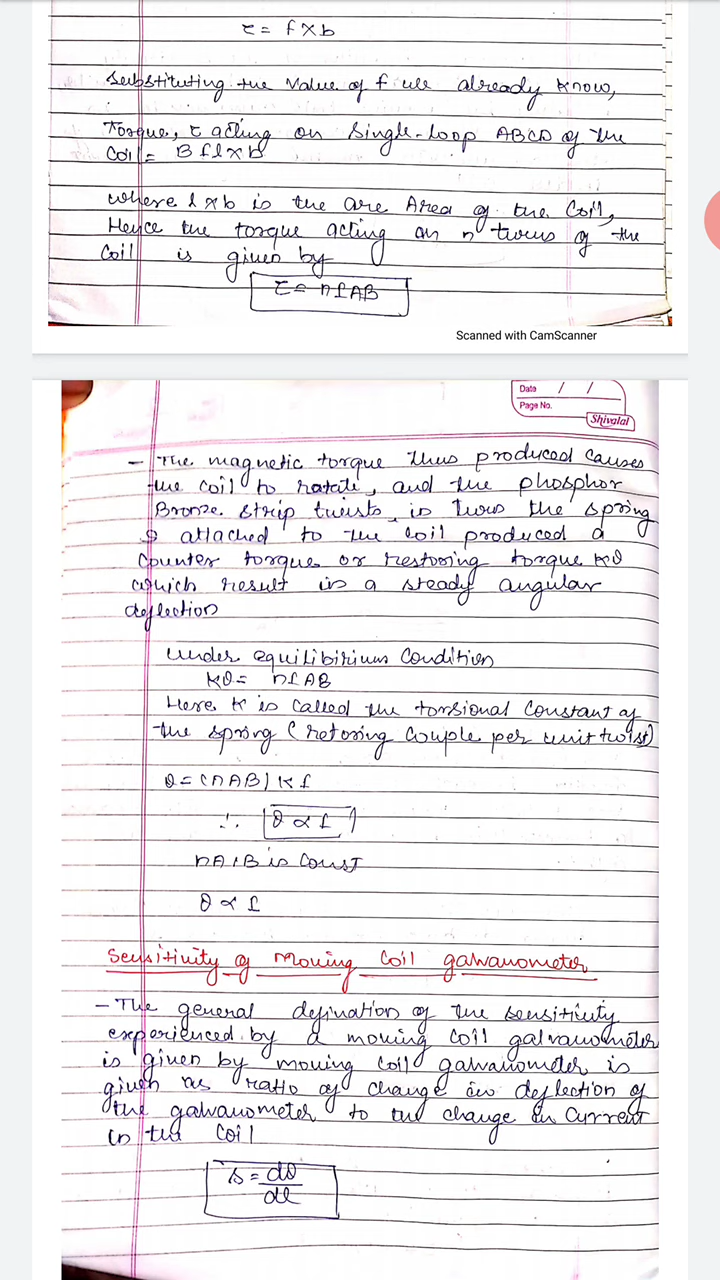 τ = f x b
Substituting the value of f we already know,
Torque, τ acting on single-loop ABCD of the
Coil = B I l x b
where l x b is the are Area of the Coil,
Hence the torque acting on n turns of the
Coil is given by
τ = n I A B
Scanned with CamScanner
Date / /
Page No.
Shivalal
- The magnetic torque thus produced causes
the coil to rotate, and the phosphor
Bronze strip twists, in turn the spring
attached to the coil produced a
Counter torque or restoring torque kθ
which result in a steady angular
deflection
Under equilibirium Condition
Kθ = n I A B
Here K is called the torsional Constant of
the spring (retoring Couple per unit twist)
θ = (n A B) K I
∴ θ ∝ I
n A, B is Const
θ ∝ I
Sensitivity of Moving Coil galvanometer
- The general defination of the sensitivity
experienced by a moving Coil galvanometer
is given by moving Coil galvanometer is
given as ratio of change in deflection of
the galvanometer to the change in Current
in the Coil
S = dθ
dI